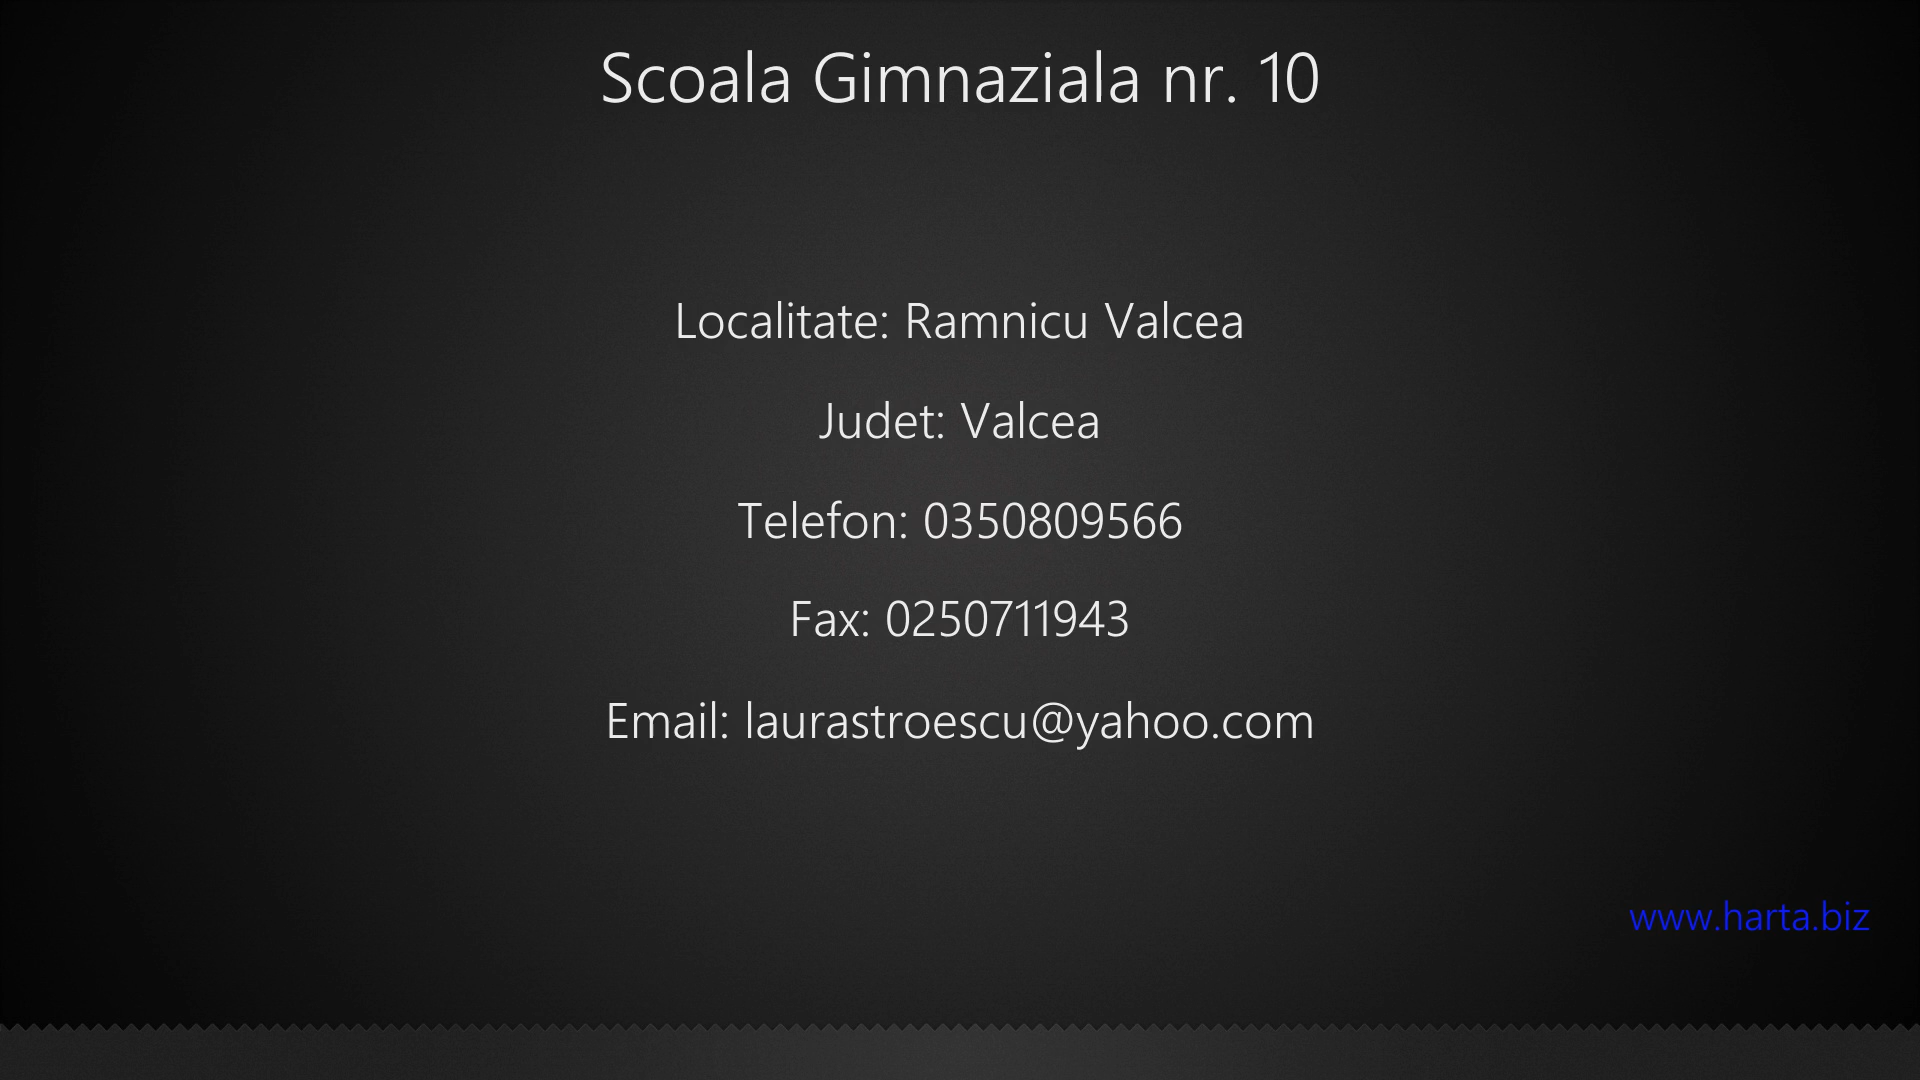 Scoala Gimnaziala nr. 10
Localitate: Ramnicu Valcea
Judet: Valcea
Telefon: 0350809566
Fax: 0250711943
Email: laurastroescu@yahoo.com
www.harta.biz